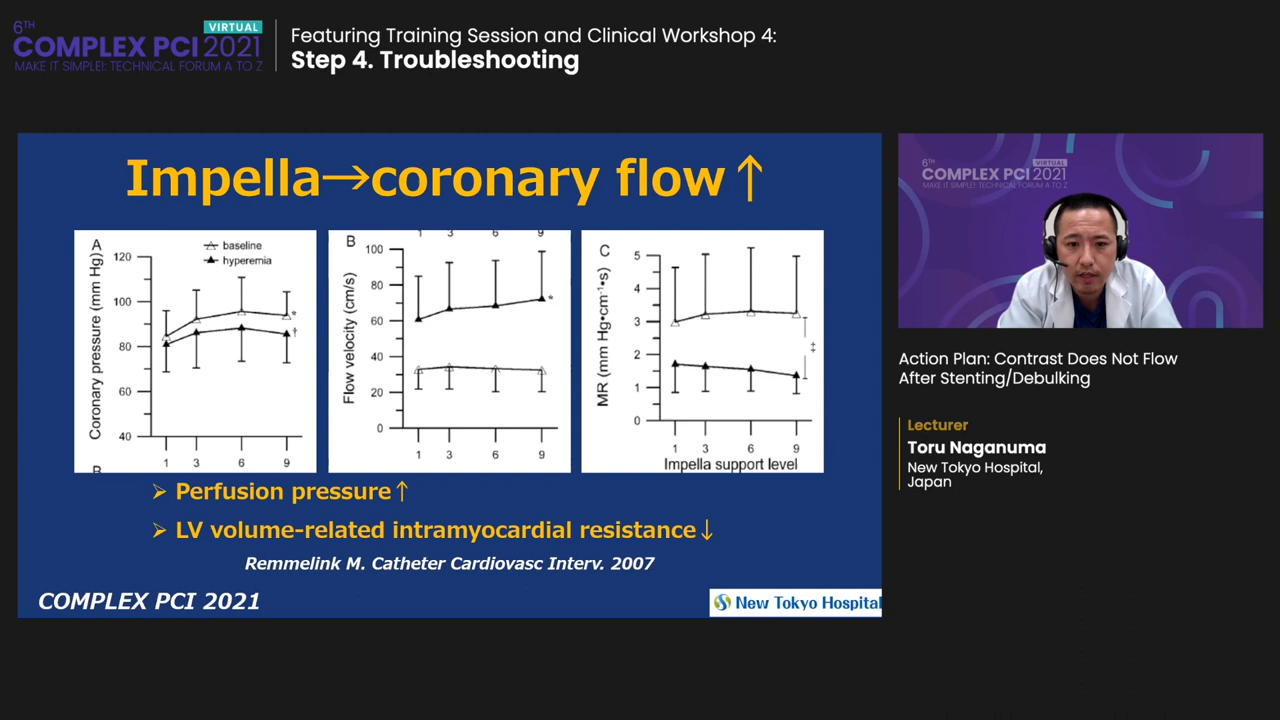 6TH
VIRTUAL
COMPLEX PCI 2021
MAKE IT SIMPLE!: TECHNICAL FORUM A TO Z
Featuring Training Session and Clinical Workshop 4:
Step 4. Troubleshooting
Impella→coronary flow↑
A
baseline
hyperemia
Coronary pressure (mm Hg)
120
100
80
60
40
*
†
1 3 6 9
B
1 3 6 9
B
Flow velocity (cm/s)
100
80
60
40
20
0
*
1 3 6 9
C
MR (mm Hg•cm⁻¹•s)
5
4
3
2
1
0
‡
1 3 6 9
Impella support level
➢ Perfusion pressure↑
➢ LV volume-related intramyocardial resistance↓
Remmelink M. Catheter Cardiovasc Interv. 2007
COMPLEX PCI 2021
New Tokyo Hospital
6TH
VIRTUAL
COMPLEX PCI 2021
MAKE IT SIMPLE!: TECHNICAL FORUM A TO Z
Action Plan: Contrast Does Not Flow
After Stenting/Debulking
Lecturer
Toru Naganuma
New Tokyo Hospital,
Japan